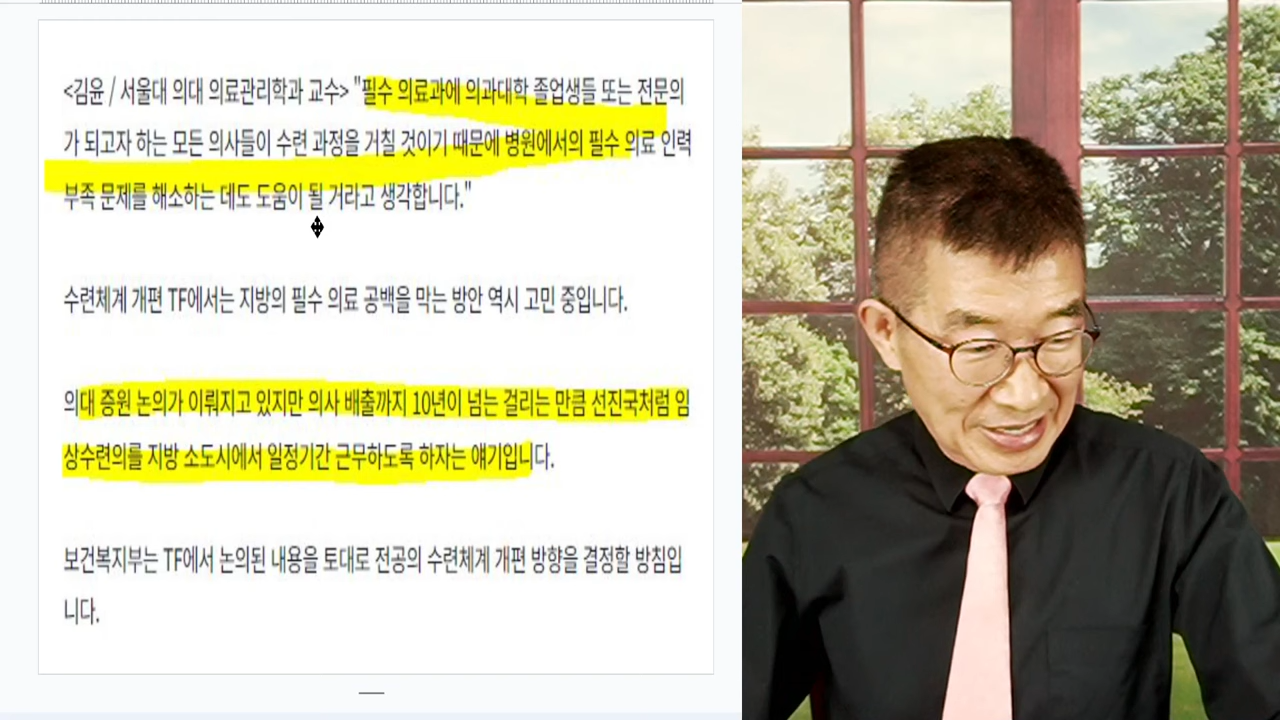 <김윤 / 서울대 의대 의료관리학과 교수> "필수 의료과에 의과대학 졸업생들 또는 전문의
가 되고자 하는 모든 의사들이 수련 과정을 거칠 것이기 때문에 병원에서의 필수 의료 인력
부족 문제를 해소하는 데도 도움이 될 거라고 생각합니다."
수련체계 개편 TF에서는 지방의 필수 의료 공백을 막는 방안 역시 고민 중입니다.
의대 증원 논의가 이뤄지고 있지만 의사 배출까지 10년이 넘는 걸리는 만큼 선진국처럼 임
상수련의를 지방 소도시에서 일정기간 근무하도록 하자는 얘기입니다.
보건복지부는 TF에서 논의된 내용을 토대로 전공의 수련체계 개편 방향을 결정할 방침입
니다.